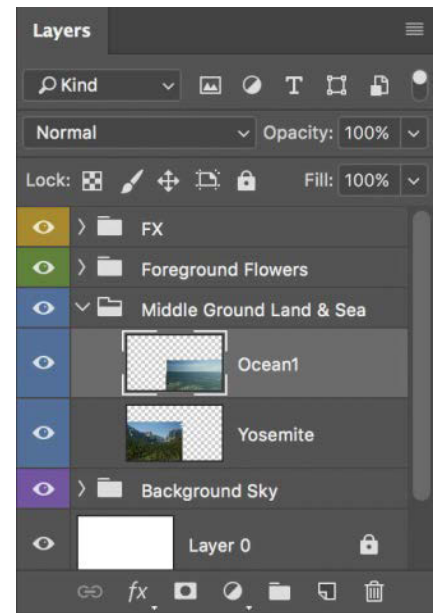 Layers
Kind
Normal Opacity: 100%
Lock: Fill: 100%
FX
Foreground Flowers
Middle Ground Land & Sea
Ocean1
Yosemite
Background Sky
Layer 0
fx